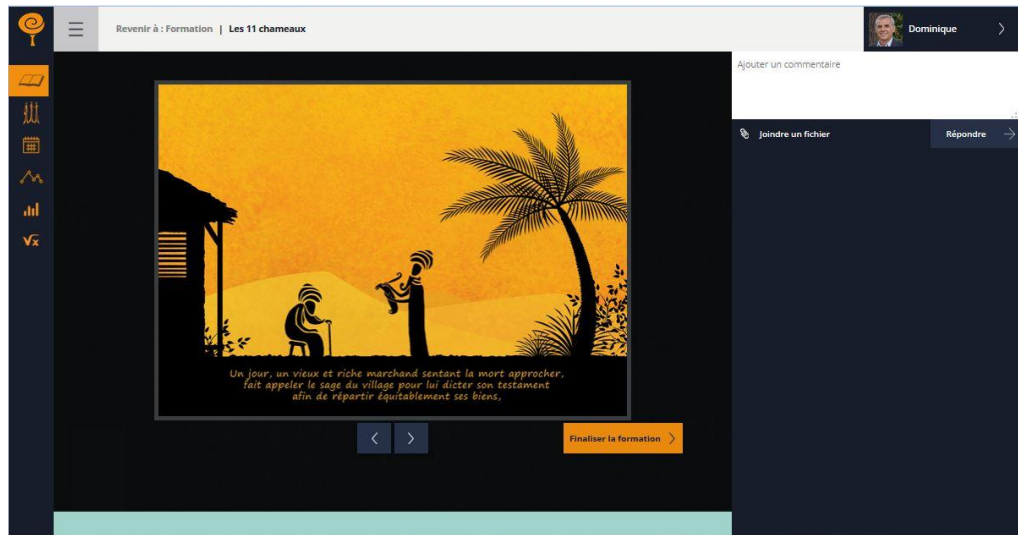 Revenir à : Formation | Les 11 chameaux
Dominique
Ajouter un commentaire
Joindre un fichier
Répondre
Un jour, un vieux et riche marchand sentant la mort approcher,
fait appeler le sage du village pour lui dicter son testament
afin de répartir équitablement ses biens,
Finaliser la formation
√x